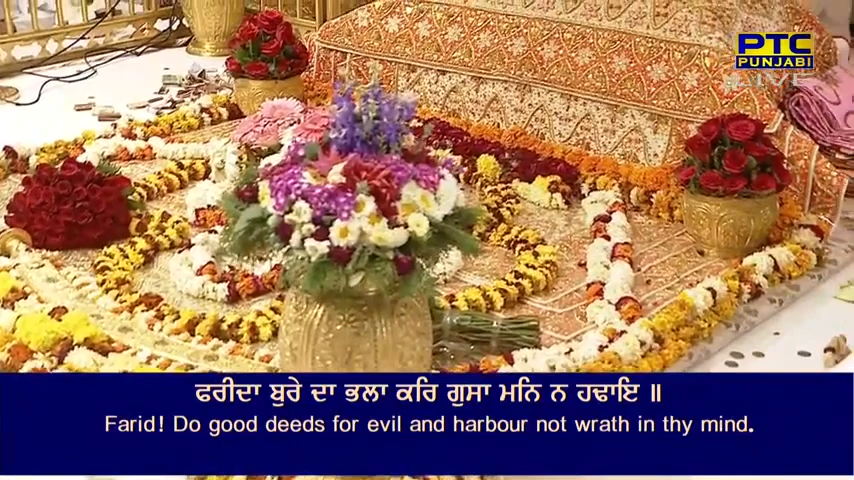 PTC
PUNJABI
LIVE
ਫਰੀਦਾ ਬੁਰੇ ਦਾ ਭਲਾ ਕਰਿ ਗੁਸਾ ਮਨਿ ਨ ਹਢਾਇ ॥
Farid! Do good deeds for evil and harbour not wrath in thy mind.